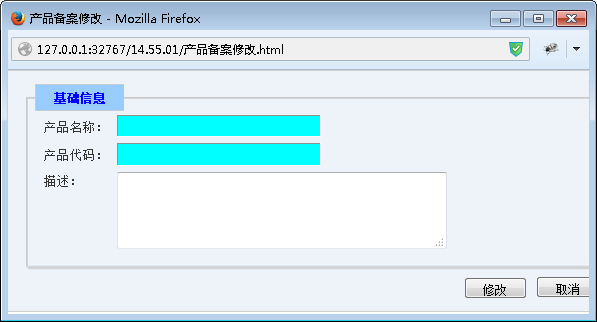 产品备案修改 - Mozilla Firefox
127.0.0.1:32767/14.55.01/产品备案修改.html
基础信息
产品名称:
产品代码:
描述:
修改 取消